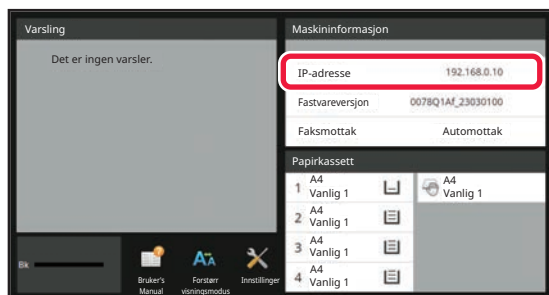 Varsling
Det er ingen varsler.
Maskininformasjon
IP-adresse 192.168.0.10
Fastvareversjon 0078Q1Af_23030100
Faksmottak Automottak
Papirkassett
1 A4
Vanlig 1
A4
Vanlig 1
2 A4
Vanlig 1
3 A4
Vanlig 1
4 A4
Vanlig 1
Bk
Bruker's
Manual
Forstørr
visningsmodus
Innstillinger